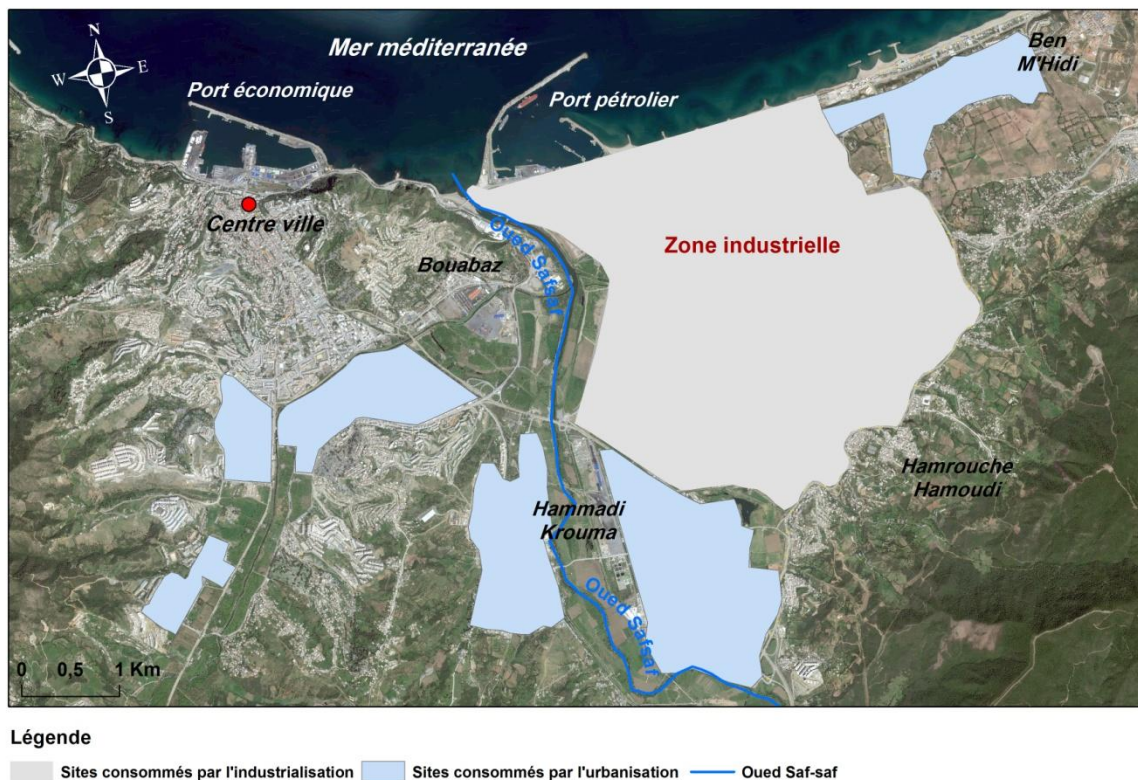 N
W E
S
Mer méditerranée
Ben
M'Hidi
Port économique
Port pétrolier
Centre ville
Oued Safsaf
Bouabaz
Zone industrielle
Hamrouche
Hamoudi
Hammadi
Krouma
Oued Safsaf
0 0,5 1 Km
Légende
Sites consommés par l'industrialisation Sites consommés par l'urbanisation Oued Saf-saf